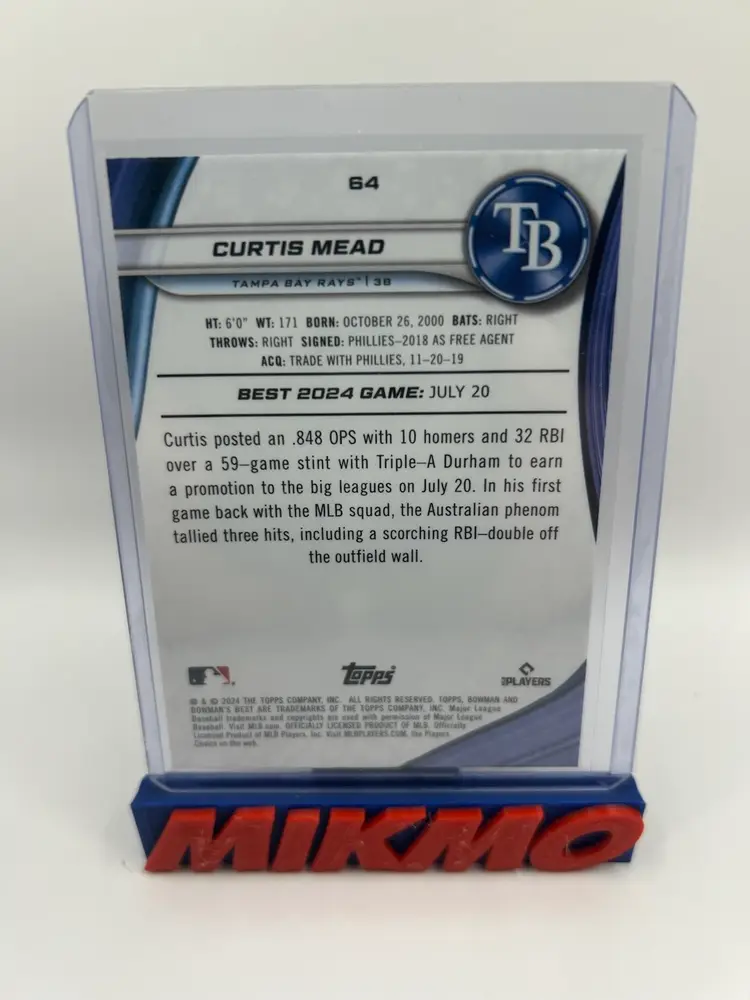 64
TB
CURTIS MEAD
TAMPA BAY RAYS™ | 3B
HT: 6'0" WT: 171 BORN: OCTOBER 26, 2000 BATS: RIGHT
THROWS: RIGHT SIGNED: PHILLIES–2018 AS FREE AGENT
ACQ: TRADE WITH PHILLIES, 11-20-19
BEST 2024 GAME: JULY 20
Curtis posted an .848 OPS with 10 homers and 32 RBI
over a 59–game stint with Triple–A Durham to earn
a promotion to the big leagues on July 20. In his first
game back with the MLB squad, the Australian phenom
tallied three hits, including a scorching RBI–double off
the outfield wall.
topps
PLAYERS
® & © 2024 THE TOPPS COMPANY, INC. ALL RIGHTS RESERVED. TOPPS, BOWMAN AND
BOWMAN'S BEST ARE TRADEMARKS OF THE TOPPS COMPANY, INC. Major League
Baseball trademarks and copyrights are used with permission of Major League
Baseball. Visit MLB.com. OFFICIALLY LICENSED PRODUCT OF MLB. Officially
Licensed Product of MLB Players, Inc. Visit MLBPLAYERS.COM, the Players
Choice on the web.
MIKMO